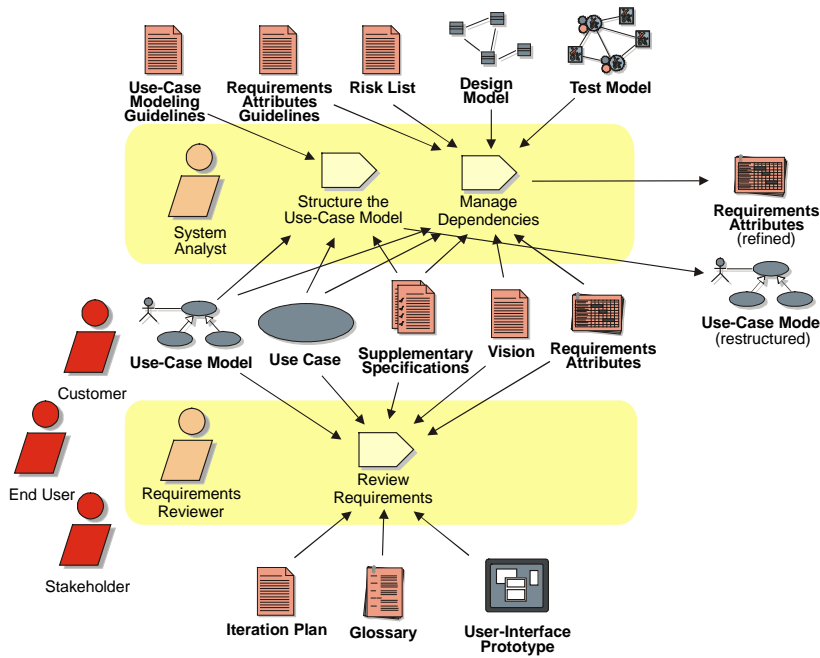 Use-Case
Modeling
Guidelines
Requirements
Attributes
Guidelines
Risk List
Design
Model
Test Model
System
Analyst
Structure the
Use-Case Model
Manage
Dependencies
Requirements
Attributes
(refined)
Use-Case Mode
(restructured)
Customer
Use-Case Model
Use Case
Supplementary
Specifications
Vision
Requirements
Attributes
End User
Requirements
Reviewer
Review
Requirements
Stakeholder
Iteration Plan
Glossary
User-Interface
Prototype